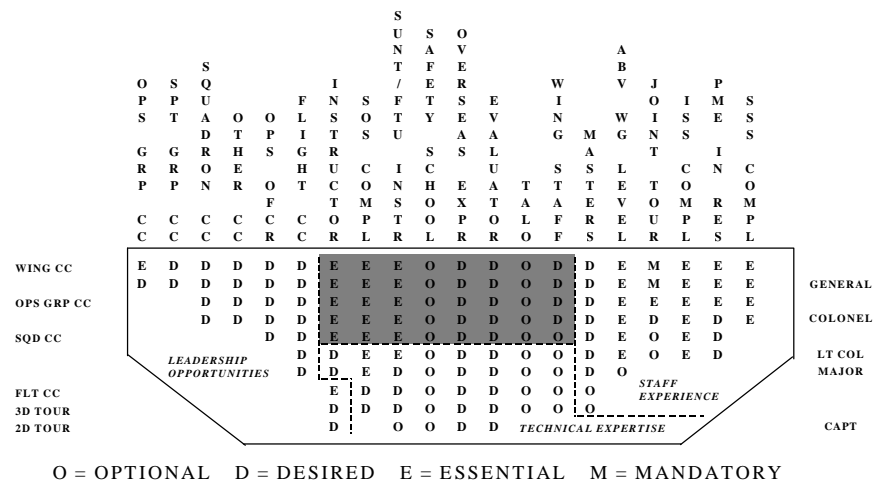 OPS GRP CC
SPT GRP CC
SQUADRON CC
OTHER CC
OPS OFCR
FLIGHT CC
INSTRUCTOR
SOS COMPL
SUNT/FTU INSTR
SAFETY SCHOOL
OVERSEAS EXPR
EVALUATOR
TALO
WING STAFF
MASTERS
ABV WG LEVEL
JOINT TOUR
ISS COMPL
PME IN RES
SSS COMPL
WING CC E D D D D D E E E O D D O D D E M E E E
D D D D D D E E E O D D O D D E M E E E GENERAL
OPS GRP CC D D D D E E E O D D O D D E E E E E
D D D D E E E O D D O D D E D E D E COLONEL
SQD CC D D E E E O D D O O D E O E D
D D E E O D D O O D E O E D LT COL
D D E D O D D O O D O MAJOR
LEADERSHIP
OPPORTUNITIES
STAFF
EXPERIENCE
FLT CC E D D O D D O O O
3D TOUR D D D O D D O O O
2D TOUR D O O D D TECHNICAL EXPERTISE CAPT
O = OPTIONAL D = DESIRED E = ESSENTIAL M = MANDATORY